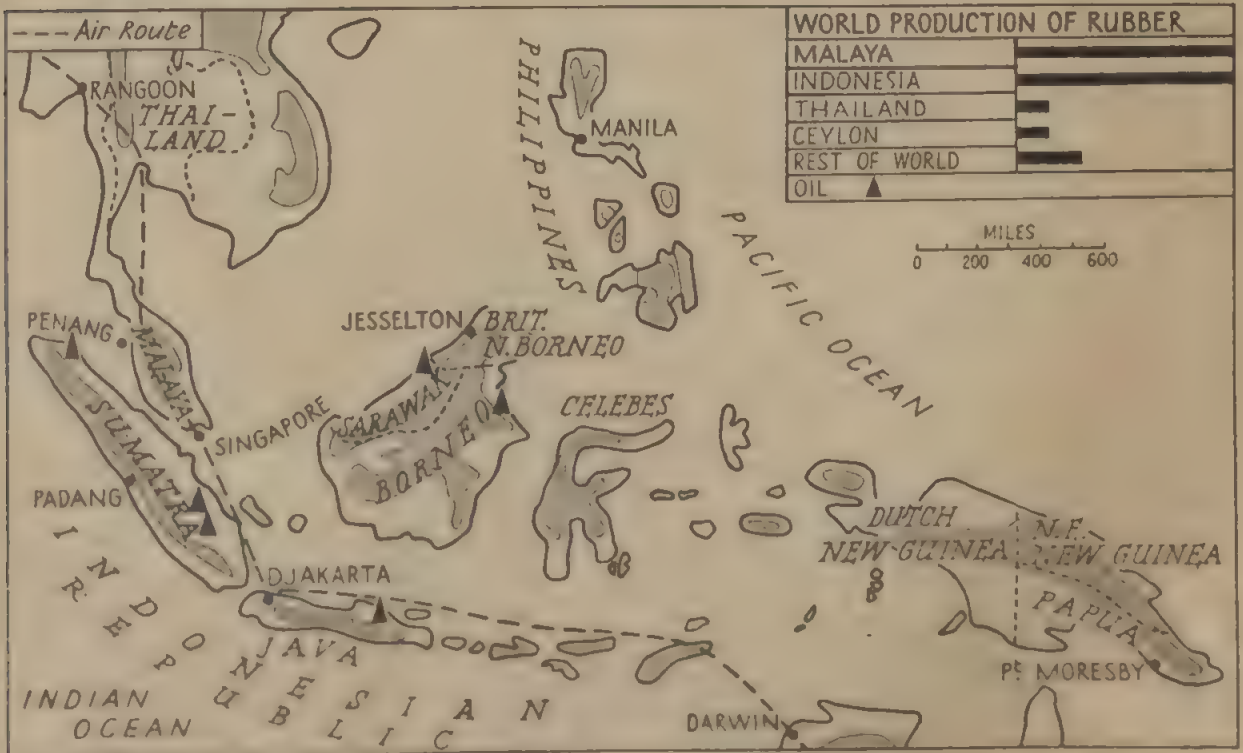 --- Air Route
WORLD PRODUCTION OF RUBBER
MALAYA
INDONESIA
THAILAND
CEYLON
REST OF WORLD
OIL
MILES
0 200 400 600
RANGOON
THAI-
LAND
PHILIPPINES
MANILA
PACIFIC OCEAN
PENANG
MALAYA
JESSELTON
BRIT.
N. BORNEO
SARAWAK
BORNEO
SINGAPORE
SUMATRA
PADANG
CELEBES
DUTCH
NEW GUINEA
N.E.
NEW GUINEA
PAPUA
Pt. MORESBY
DJAKARTA
JAVA
INDONESIAN
REPUBLIC
INDIAN
OCEAN
DARWIN